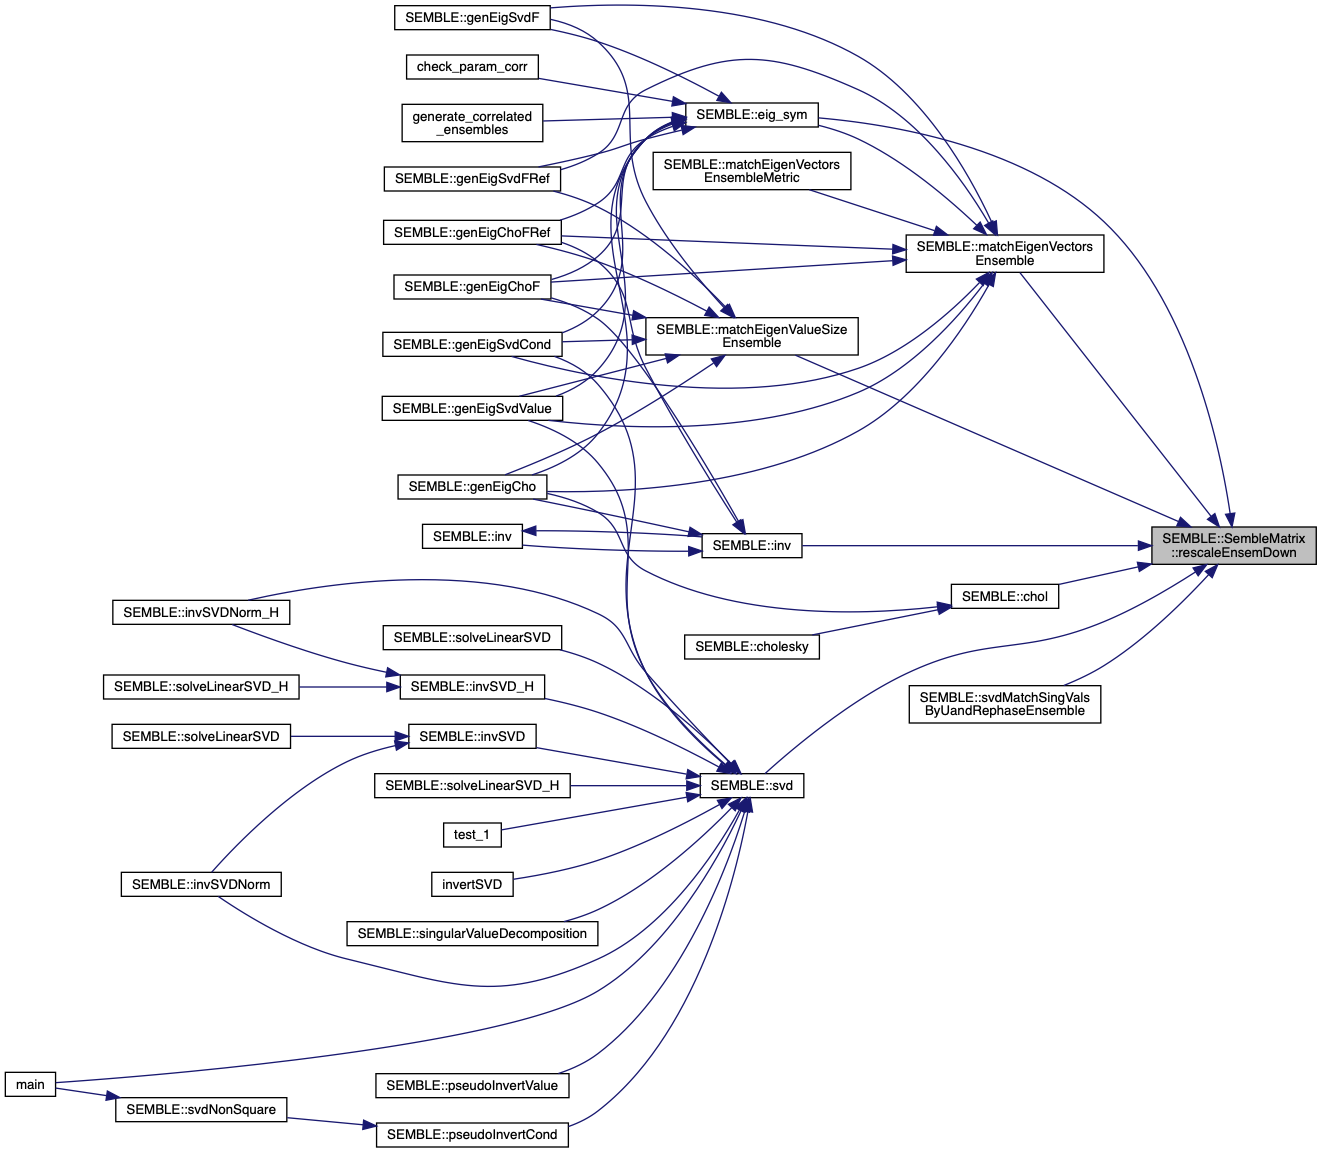 SEMBLE::genEigSvdF
check_param_corr
generate_correlated
_ensembles
SEMBLE::eig_sym
SEMBLE::matchEigenVectors
EnsembleMetric
SEMBLE::genEigSvdFRef
SEMBLE::genEigChoFRef
SEMBLE::matchEigenVectors
Ensemble
SEMBLE::genEigChoF
SEMBLE::matchEigenValueSize
Ensemble
SEMBLE::genEigSvdCond
SEMBLE::genEigSvdValue
SEMBLE::genEigCho
SEMBLE::inv
SEMBLE::inv
SEMBLE::SembleMatrix
::rescaleEnsemDown
SEMBLE::chol
SEMBLE::invSVDNorm_H
SEMBLE::solveLinearSVD
SEMBLE::cholesky
SEMBLE::solveLinearSVD_H
SEMBLE::invSVD_H
SEMBLE::svdMatchSingVals
ByUandRephaseEnsemble
SEMBLE::solveLinearSVD
SEMBLE::invSVD
SEMBLE::solveLinearSVD_H
SEMBLE::svd
test_1
SEMBLE::invSVDNorm
invertSVD
SEMBLE::singularValueDecomposition
main
SEMBLE::pseudoInvertValue
SEMBLE::svdNonSquare
SEMBLE::pseudoInvertCond